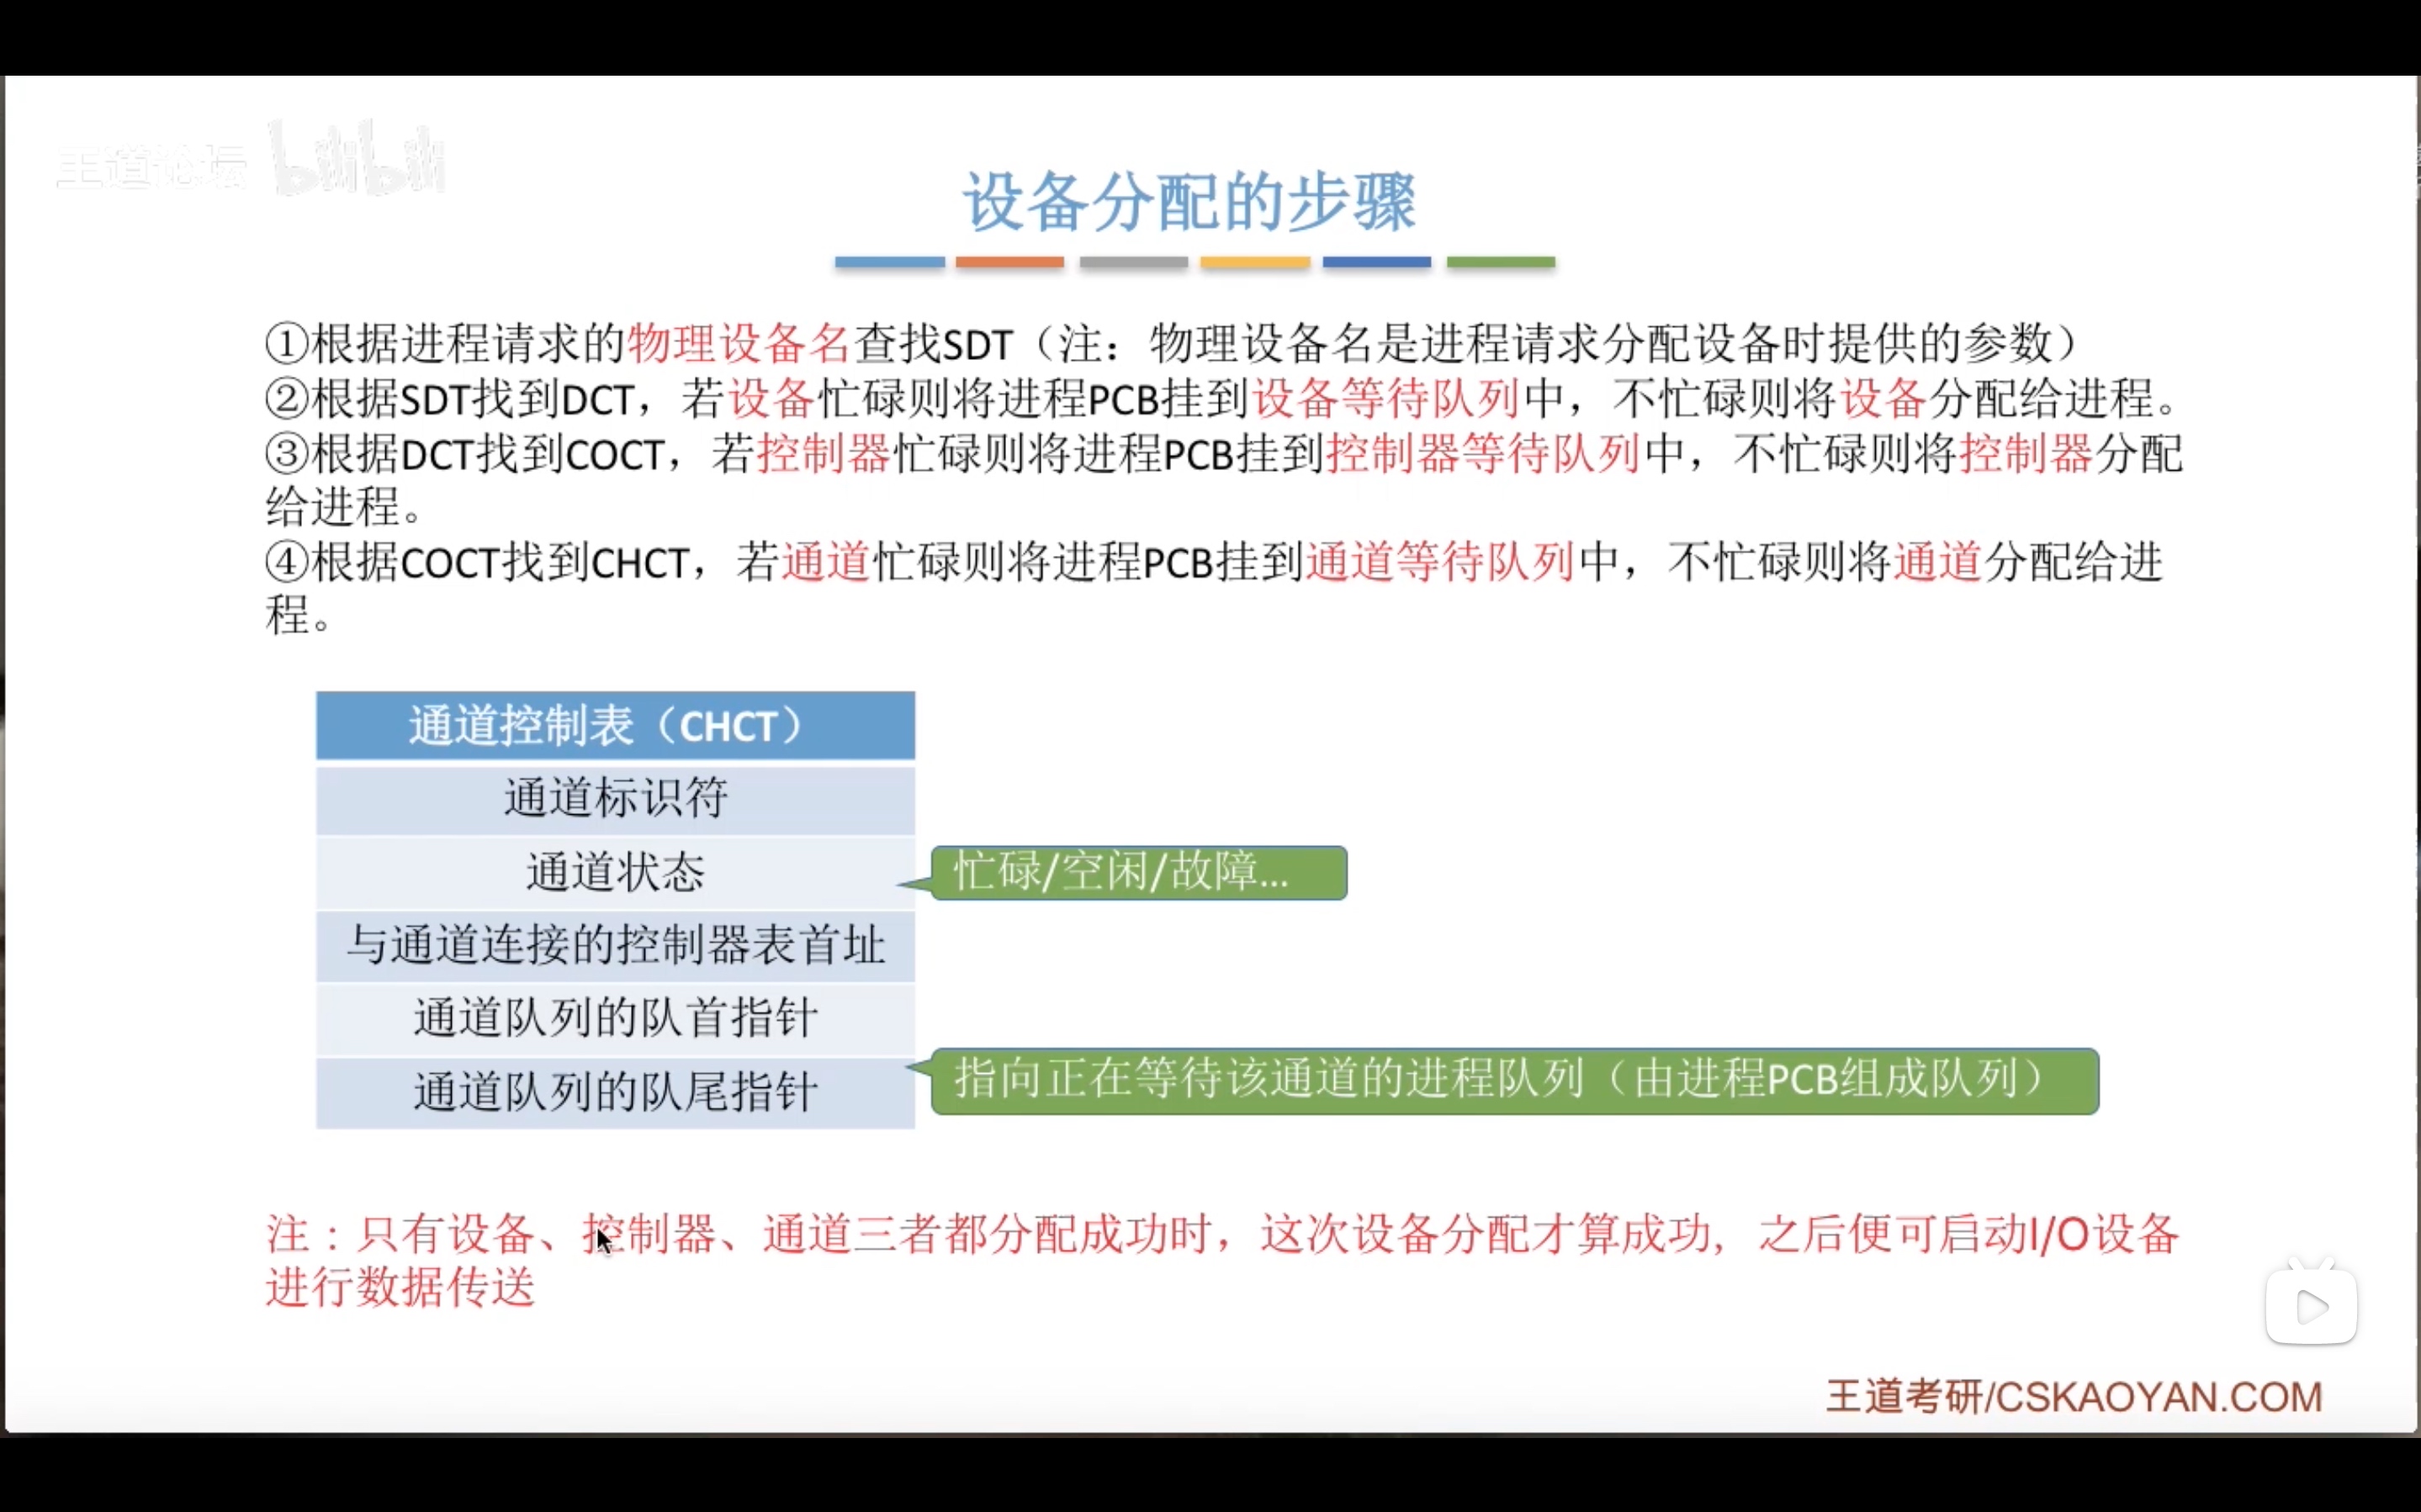 王道论坛 bilibili
设备分配的步骤
①根据进程请求的物理设备名查找SDT（注：物理设备名是进程请求分配设备时提供的参数）
②根据SDT找到DCT，若设备忙碌则将进程PCB挂到设备等待队列中，不忙碌则将设备分配给进程。
③根据DCT找到COCT，若控制器忙碌则将进程PCB挂到控制器等待队列中，不忙碌则将控制器分配
给进程。
④根据COCT找到CHCT，若通道忙碌则将进程PCB挂到通道等待队列中，不忙碌则将通道分配给进
程。
通道控制表（CHCT）
通道标识符
通道状态
忙碌/空闲/故障...
与通道连接的控制器表首址
通道队列的队首指针
通道队列的队尾指针
指向正在等待该通道的进程队列（由进程PCB组成队列）
注：只有设备、控制器、通道三者都分配成功时，这次设备分配才算成功，之后便可启动I/O设备
进行数据传送
王道考研/CSKAOYAN.COM